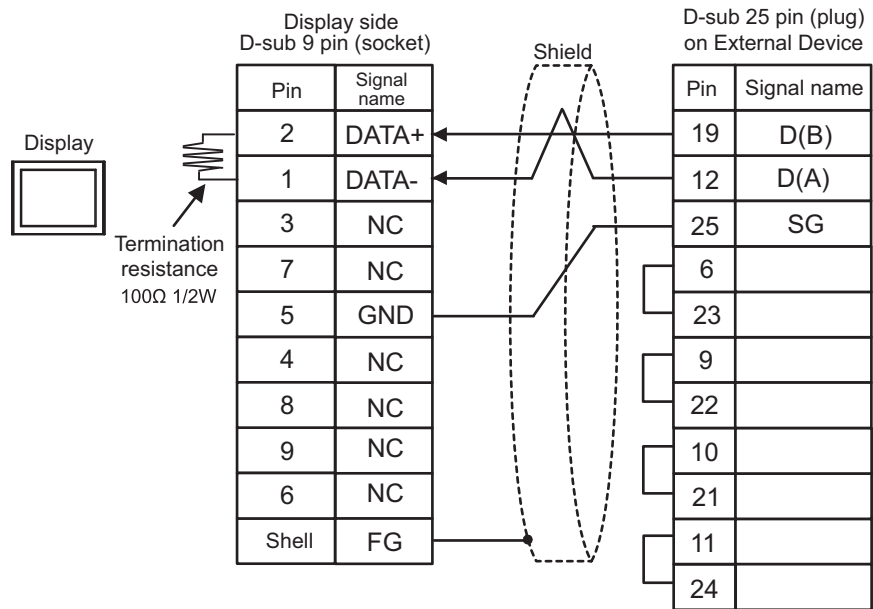 Display side
D-sub 9 pin (socket)
Shield
D-sub 25 pin (plug)
on External Device
Display
Termination
resistance
100Ω 1/2W
Pin Signal name
2 DATA+
1 DATA-
3 NC
7 NC
5 GND
4 NC
8 NC
9 NC
6 NC
Shell FG
Pin Signal name
19 D(B)
12 D(A)
25 SG
6
23
9
22
10
21
11
24